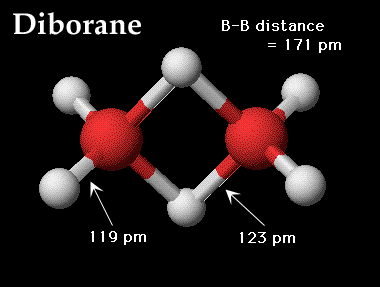 Diborane
B-B distance
= 171 pm
119 pm
123 pm